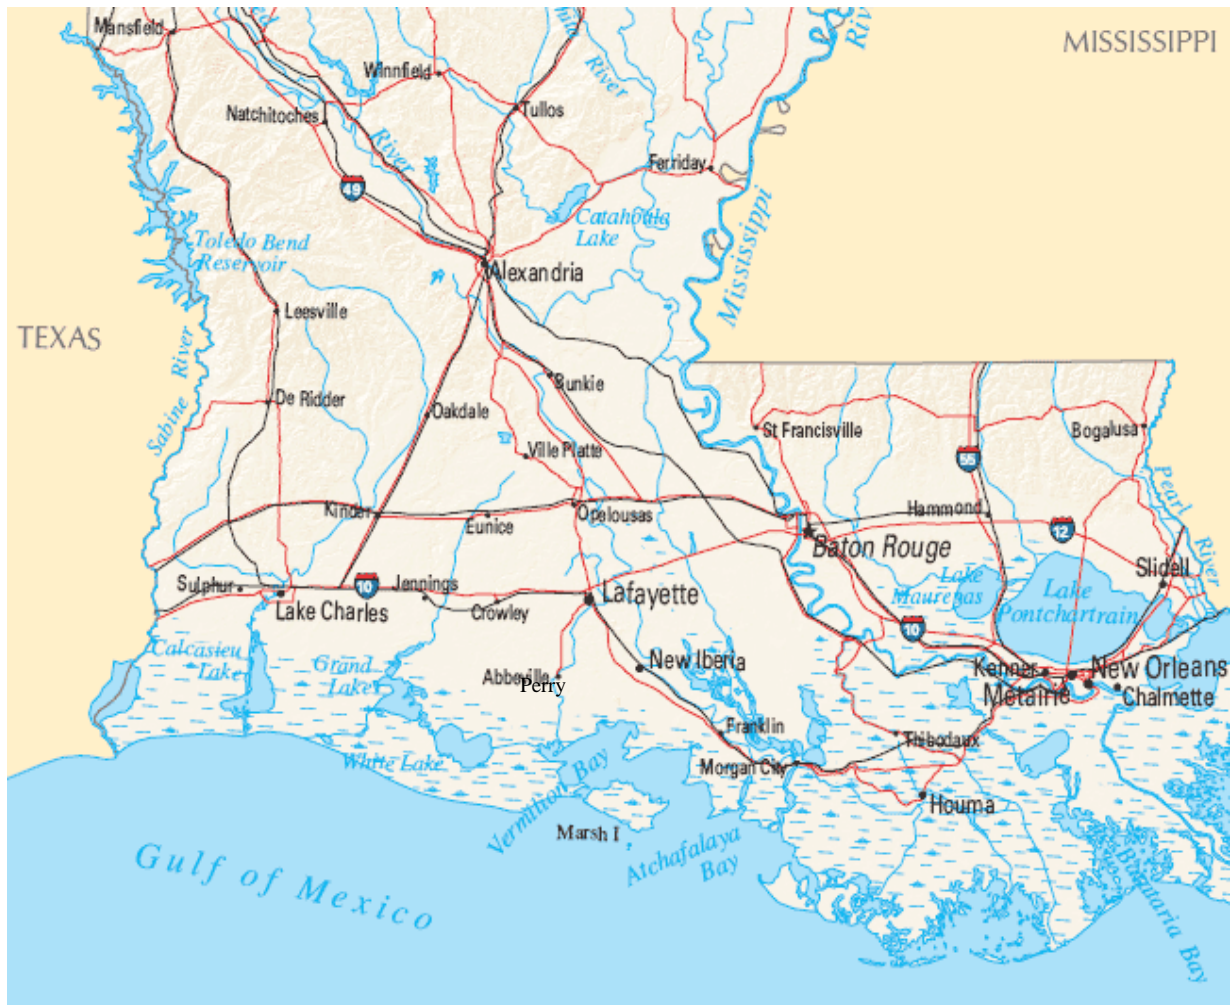 MISSISSIPPI
Mansfield
Winnfield
River
Tullos
Natchitoches
River
Ferriday
49
Catahoula
Lake
Mississippi
Toledo Bend
Reservoir
Alexandria
Leesville
TEXAS
Sabine River
Bunkie
De Ridder
Oakdale
St Francisville
Bogalusa
Ville Platte
55
Pearl River
Kinder
Eunice
Opelousas
Hammond
12
Baton Rouge
Slidell
Sulphur
10
Jennings
Lake Charles
Crowley
Lafayette
Lake
Maurepas
Lake
Pontchartrain
10
Calcasieu
Lake
Grand
Lake
Abbeville
Perry
New Iberia
Kenner
New Orleans
Metairie
Chalmette
Franklin
Thibodaux
White Lake
Morgan City
Vermilion Bay
Houma
Marsh I
Atchafalaya
Bay
Gulf of Mexico
Barataria Bay